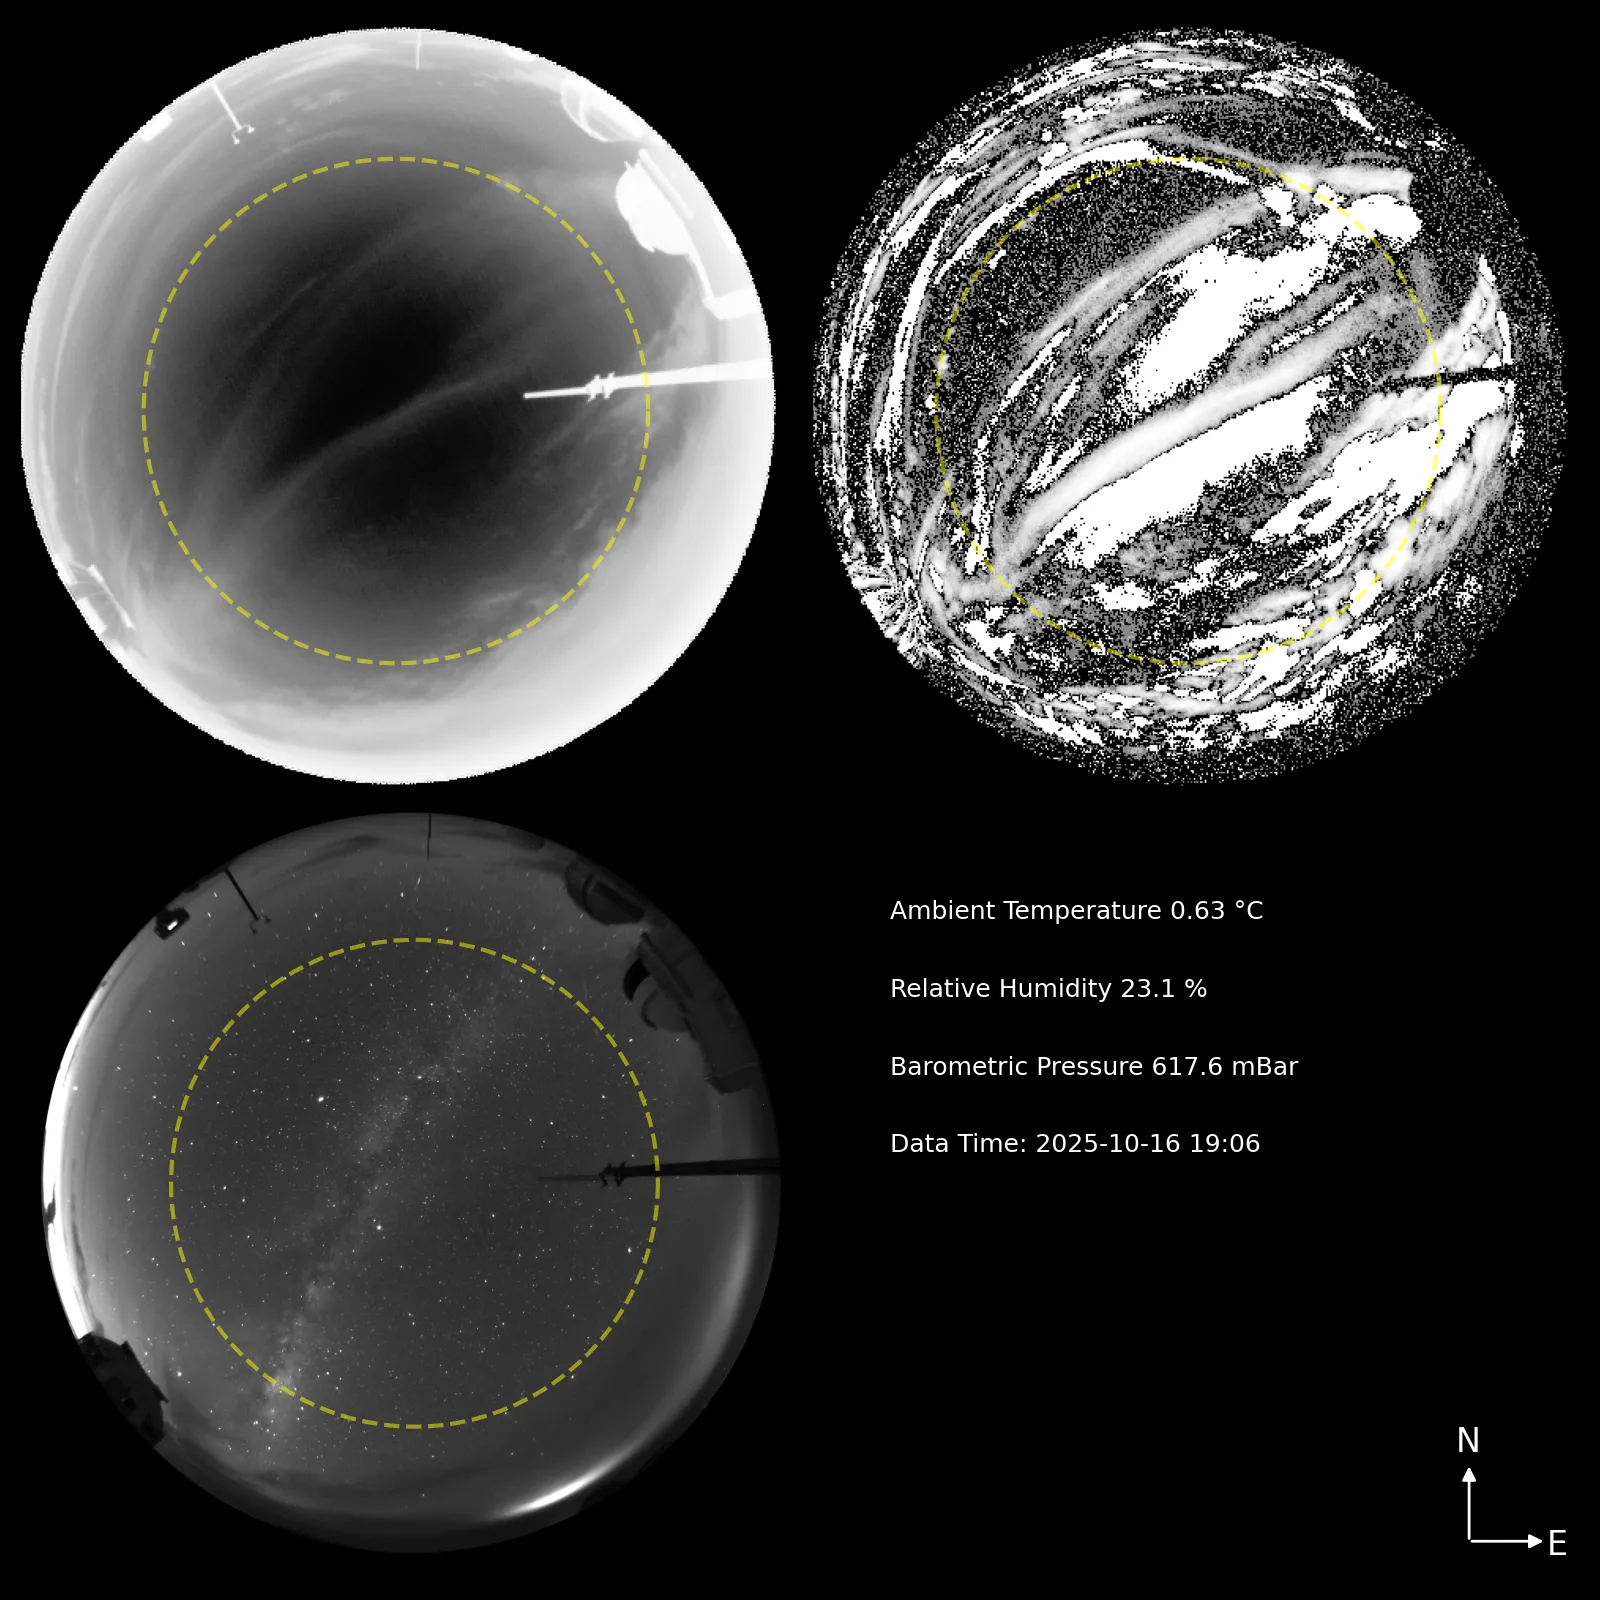 Ambient Temperature 0.63 °C
Relative Humidity 23.1 %
Barometric Pressure 617.6 mBar
Data Time: 2025-10-16 19:06
N
E